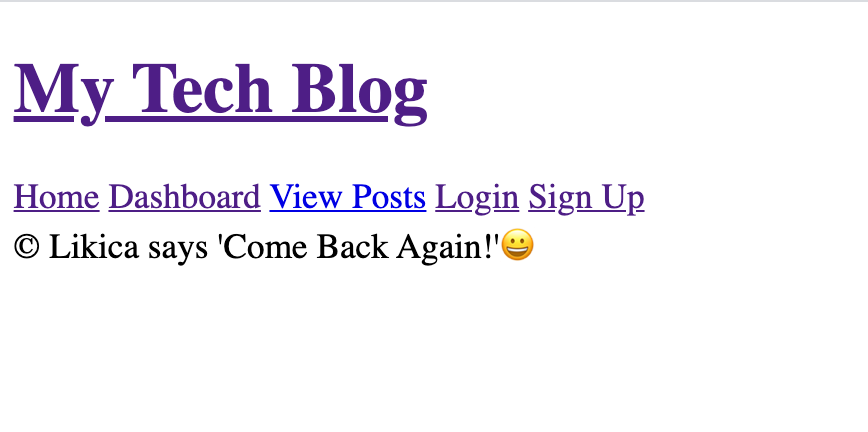 My Tech Blog
Home Dashboard View Posts Login Sign Up
© Likica says 'Come Back Again!'😀